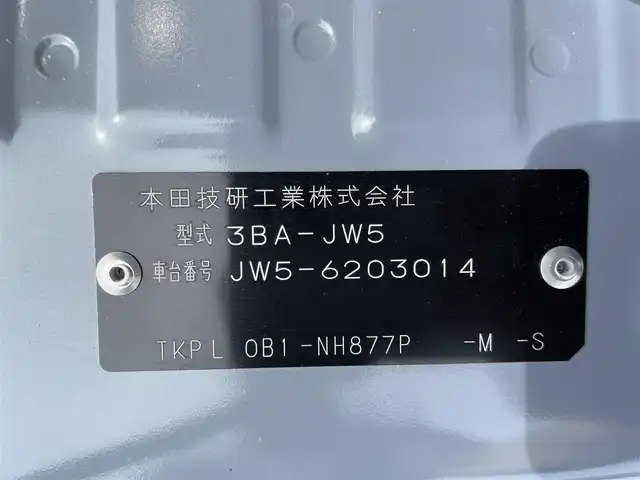 本田技研工業株式会社
型式 3BA-JW5
車台番号 JW5-6203014
TKPL 0B1-NH877P -M -S